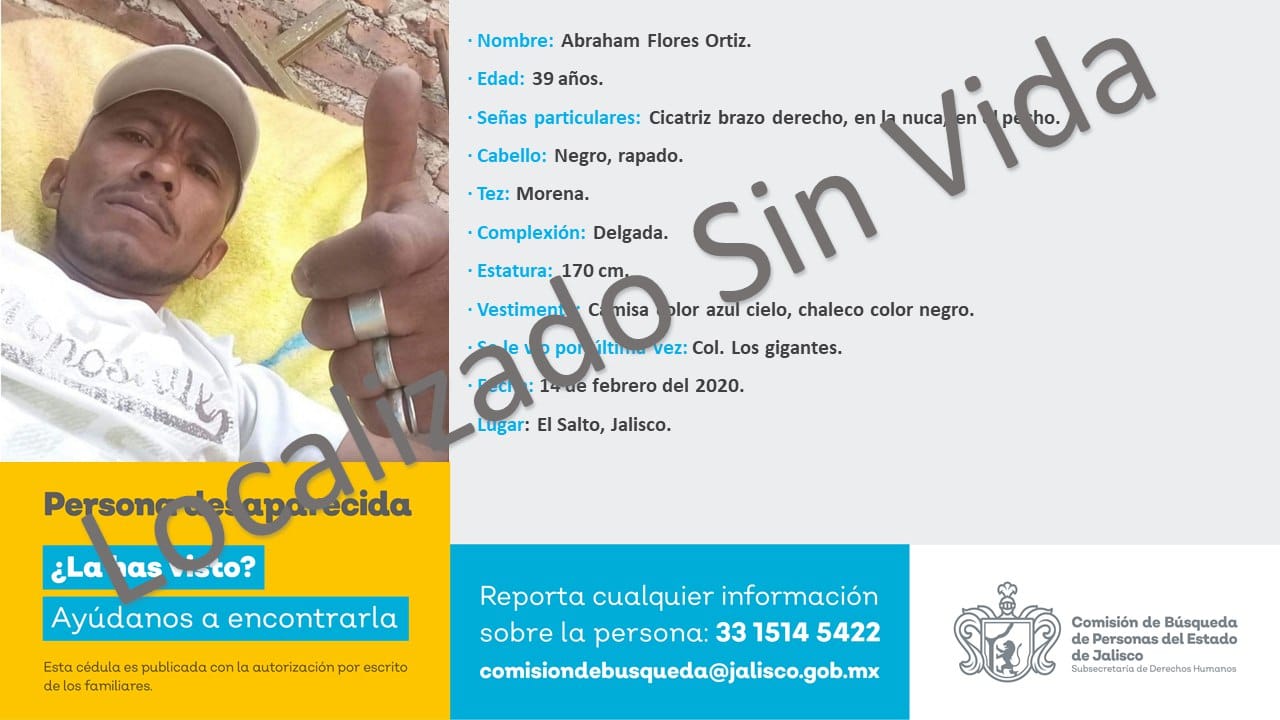 · Nombre: Abraham Flores Ortiz.
· Edad: 39 años.
· Señas particulares: Cicatriz brazo derecho, en la nuca, en el pecho.
· Cabello: Negro, rapado.
· Tez: Morena.
· Complexión: Delgada.
· Estatura: 170 cm.
· Vestimenta: Camisa color azul cielo, chaleco color negro.
· Se le vio por última vez: Col. Los gigantes.
· Fecha: 14 de febrero del 2020.
· Lugar: El Salto, Jalisco.
Localizado Sin Vida
Persona desaparecida
¿La has visto?
Ayúdanos a encontrarla
Esta cédula es publicada con la autorización por escrito
de los familiares.
Reporta cualquier información
sobre la persona: 33 1514 5422
comisiondebusqueda@jalisco.gob.mx
Comisión de Búsqueda
de Personas del Estado
de Jalisco
Subsecretaría de Derechos Humanos